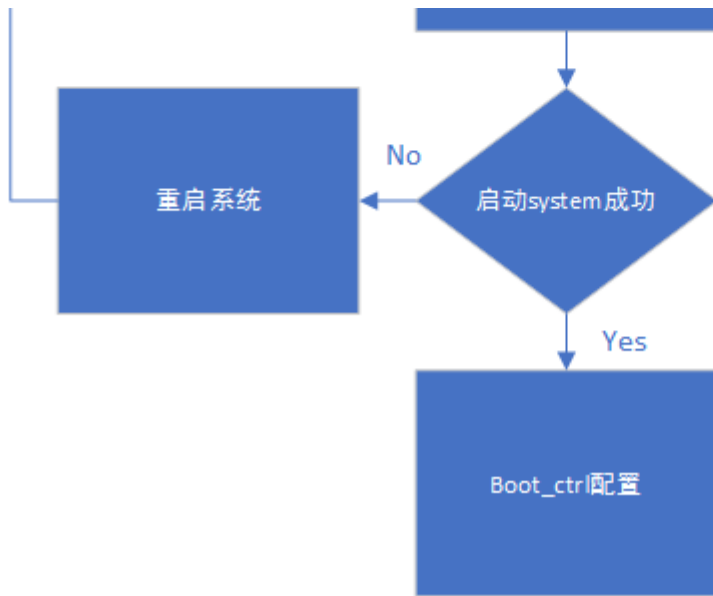 No
重启系统
启动system成功
Yes
Boot_ctrl配置